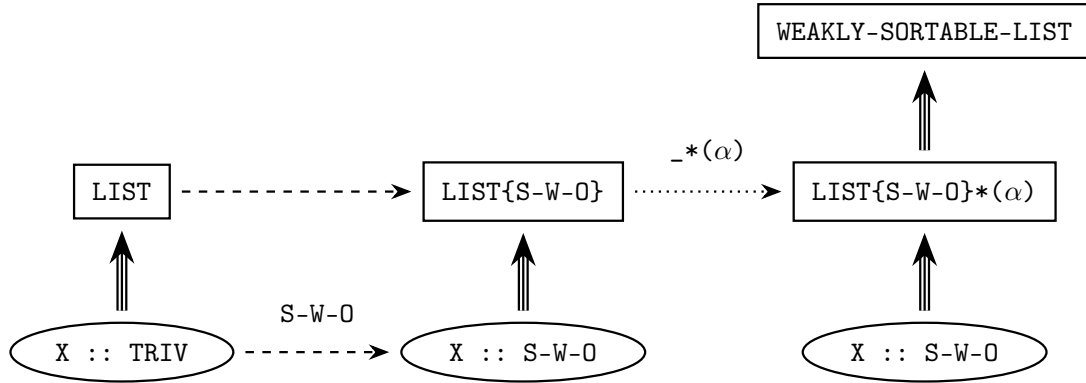 WEAKLY-SORTABLE-LIST
_*(α)
LIST
LIST{S-W-O}
LIST{S-W-O}*(α)
S-W-O
X :: TRIV
X :: S-W-O
X :: S-W-O